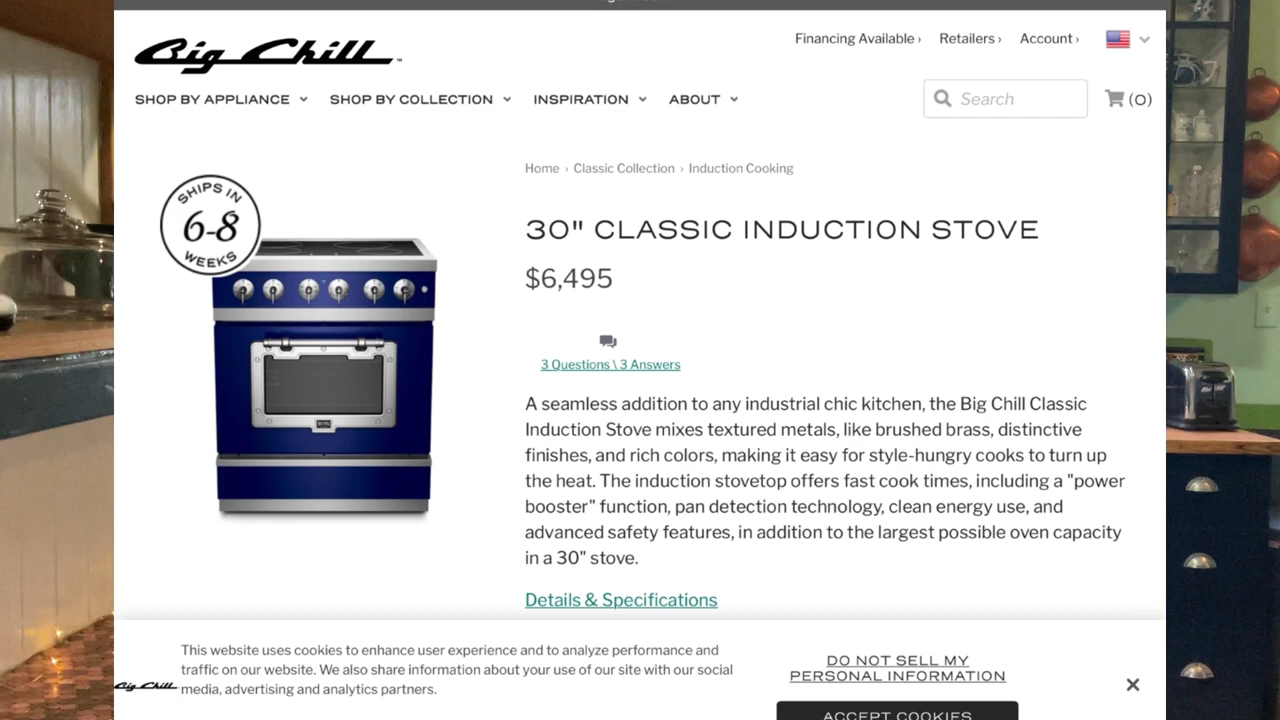 Big Chill™
Financing Available ›
Retailers ›
Account ›
SHOP BY APPLIANCE
SHOP BY COLLECTION
INSPIRATION
ABOUT
Search
(0)
Home › Classic Collection › Induction Cooking
SHIPS IN
6-8
WEEKS
30" CLASSIC INDUCTION STOVE
$6,495
3 Questions \ 3 Answers
A seamless addition to any industrial chic kitchen, the Big Chill Classic
Induction Stove mixes textured metals, like brushed brass, distinctive
finishes, and rich colors, making it easy for style-hungry cooks to turn up
the heat. The induction stovetop offers fast cook times, including a "power
booster" function, pan detection technology, clean energy use, and
advanced safety features, in addition to the largest possible oven capacity
in a 30" stove.
Details & Specifications
This website uses cookies to enhance user experience and to analyze performance and
traffic on our website. We also share information about your use of our site with our social
media, advertising and analytics partners.
Big Chill
DO NOT SELL MY
PERSONAL INFORMATION
ACCEPT COOKIES